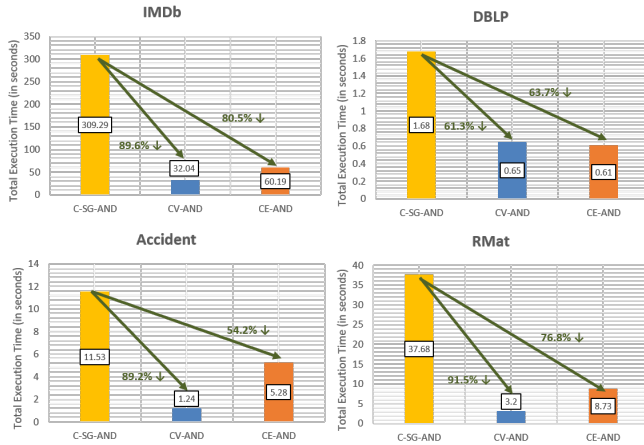 IMDb
Total Execution Time (in seconds)
350
300
250
200
150
100
50
0
309.29
89.6% ↓
80.5% ↓
32.04
60.19
C-SG-AND
CV-AND
CE-AND
DBLP
Total Execution Time (in seconds)
1.8
1.6
1.4
1.2
1
0.8
0.6
0.4
0.2
0
1.68
61.3% ↓
63.7% ↓
0.65
0.61
C-SG-AND
CV-AND
CE-AND
Accident
Total Execution Time (in seconds)
14
12
10
8
6
4
2
0
11.53
89.2% ↓
54.2% ↓
1.24
5.28
C-SG-AND
CV-AND
CE-AND
RMat
Total Execution Time (in seconds)
40
35
30
25
20
15
10
5
0
37.68
91.5% ↓
76.8% ↓
3.2
8.73
C-SG-AND
CV-AND
CE-AND